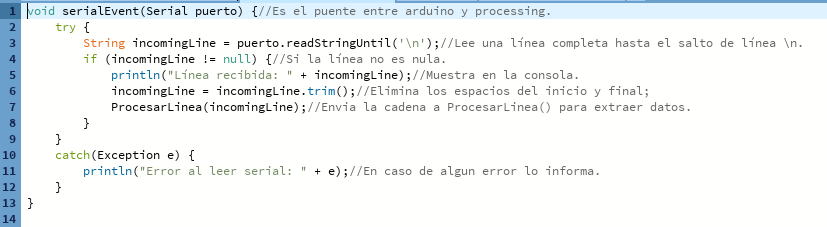 1 void serialEvent(Serial puerto) {//Es el puente entre arduino y processing.
2 try {
3 String incomingLine = puerto.readStringUntil('\n');//Lee una línea completa hasta el salto de línea \n.
4 if (incomingLine != null) {//Si la línea no es nula.
5 println("Línea recibida: " + incomingLine);//Muestra en la consola.
6 incomingLine = incomingLine.trim();//Elimina los espacios del inicio y final;
7 ProcesarLinea(incomingLine);//Envia la cadena a ProcesarLinea() para extraer datos.
8 }
9 }
10 catch(Exception e) {
11 println("Error al leer serial: " + e);//En caso de algun error lo informa.
12 }
13 }
14